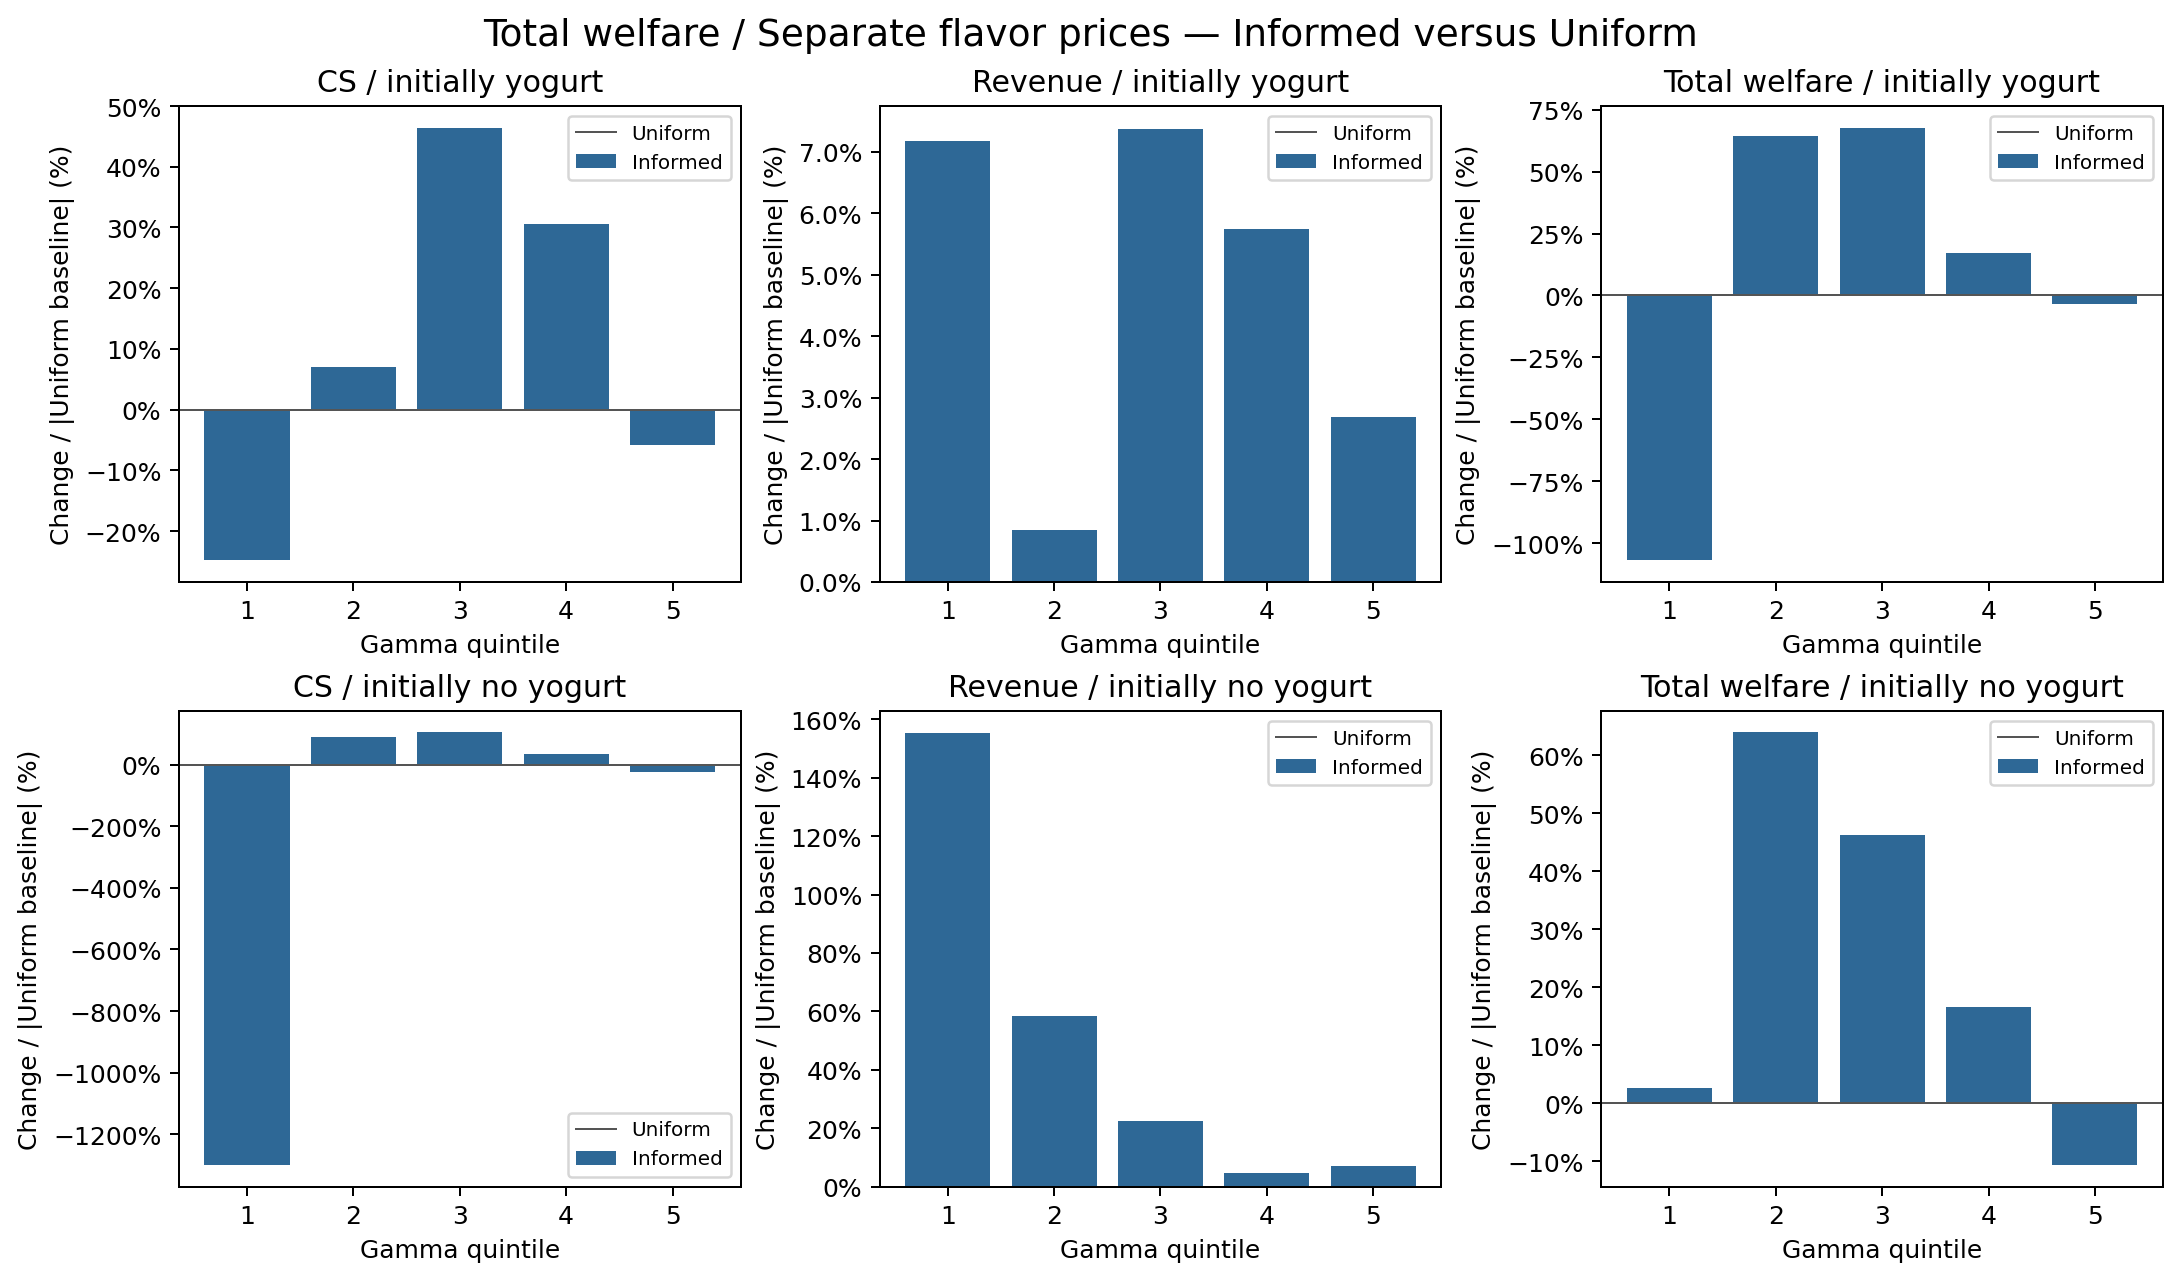 Total welfare / Separate flavor prices — Informed versus Uniform
CS / initially yogurt
Change / |Uniform baseline| (%)
50%
40%
30%
20%
10%
0%
−10%
−20%
Uniform
Informed
1 2 3 4 5
Gamma quintile
Revenue / initially yogurt
Change / |Uniform baseline| (%)
7.0%
6.0%
5.0%
4.0%
3.0%
2.0%
1.0%
0.0%
Uniform
Informed
1 2 3 4 5
Gamma quintile
Total welfare / initially yogurt
Change / |Uniform baseline| (%)
75%
50%
25%
0%
−25%
−50%
−75%
−100%
Uniform
Informed
1 2 3 4 5
Gamma quintile
CS / initially no yogurt
Change / |Uniform baseline| (%)
0%
−200%
−400%
−600%
−800%
−1000%
−1200%
Uniform
Informed
1 2 3 4 5
Gamma quintile
Revenue / initially no yogurt
Change / |Uniform baseline| (%)
160%
140%
120%
100%
80%
60%
40%
20%
0%
Uniform
Informed
1 2 3 4 5
Gamma quintile
Total welfare / initially no yogurt
Change / |Uniform baseline| (%)
60%
50%
40%
30%
20%
10%
0%
−10%
Uniform
Informed
1 2 3 4 5
Gamma quintile